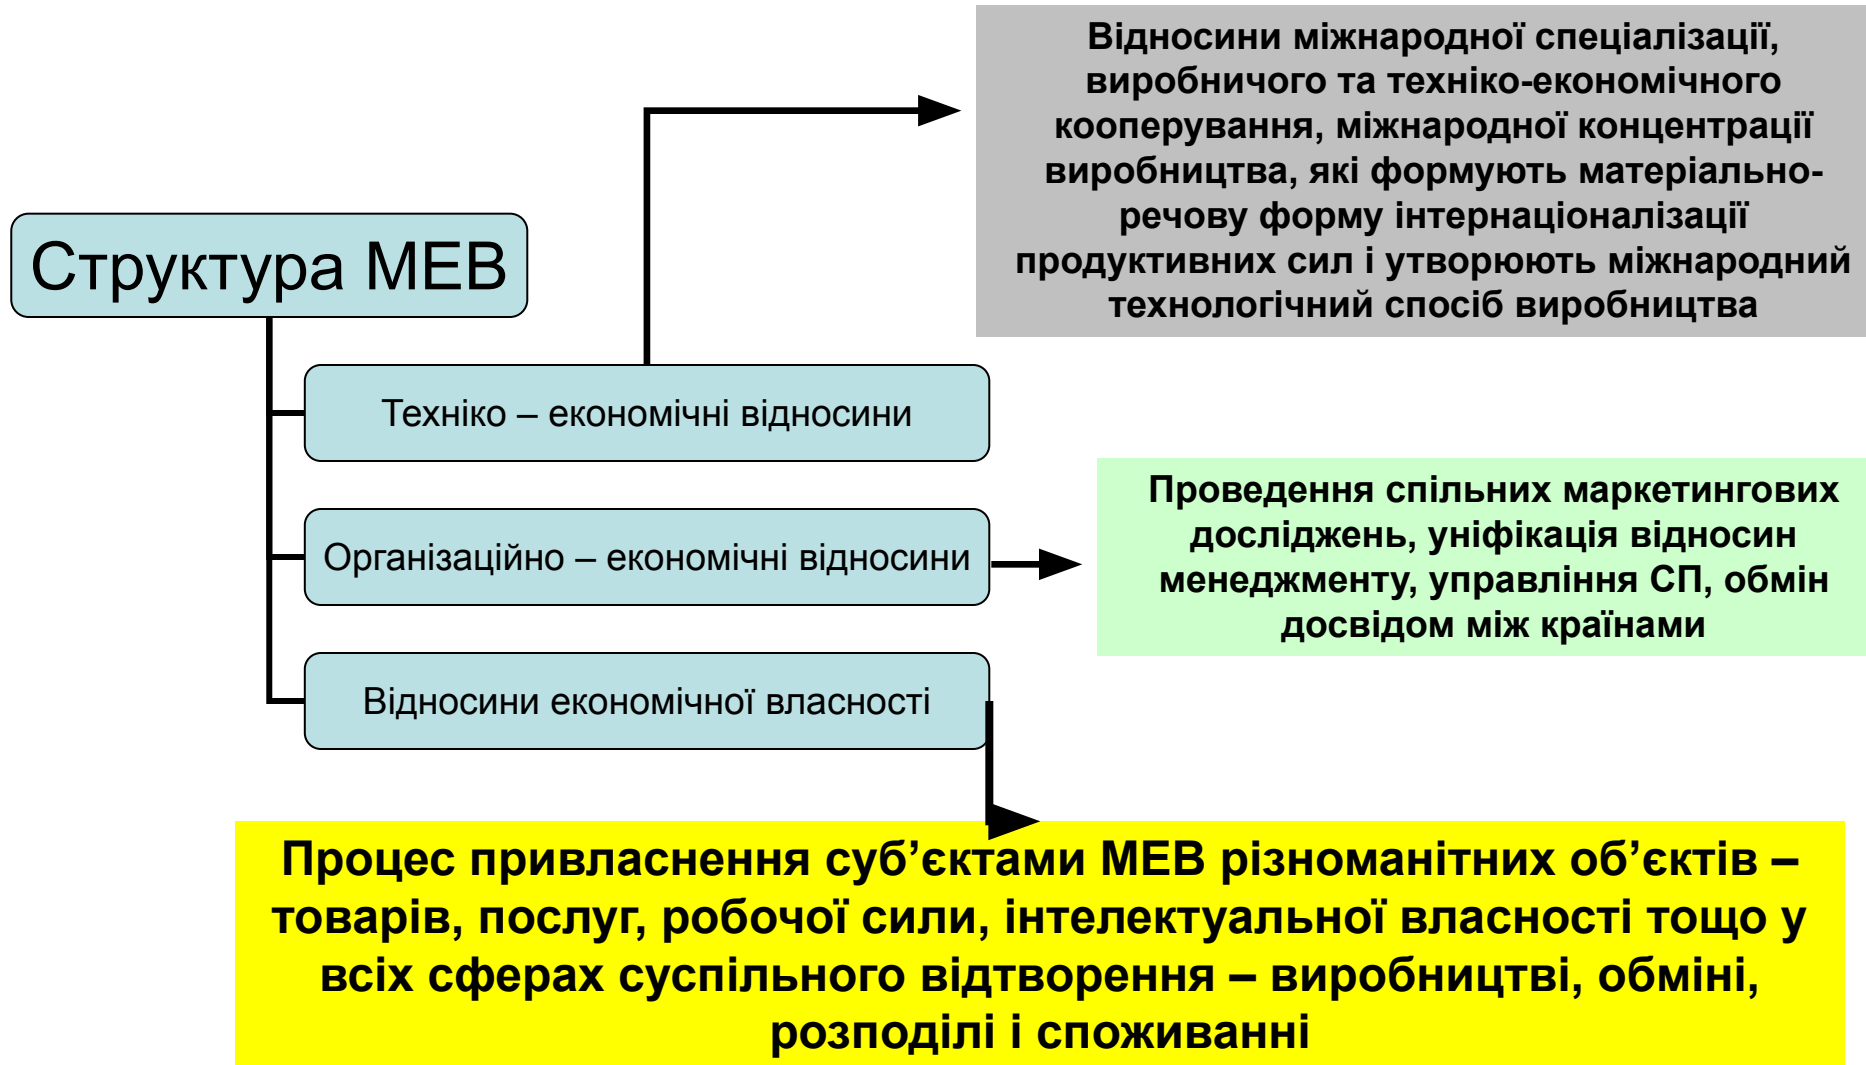 Відносини міжнародної спеціалізації,
виробничого та техніко-економічного
кооперування, міжнародної концентрації
виробництва, які формують матеріально-
речову форму інтернаціоналізації
продуктивних сил і утворюють міжнародний
технологічний спосіб виробництва
Структура МЕВ
Техніко – економічні відносини
Організаційно – економічні відносини
Проведення спільних маркетингових
досліджень, уніфікація відносин
менеджменту, управління СП, обмін
досвідом між країнами
Відносини економічної власності
Процес привласнення суб’єктами МЕВ різноманітних об’єктів –
товарів, послуг, робочої сили, інтелектуальної власності тощо у
всіх сферах суспільного відтворення – виробництві, обміні,
розподілі і споживанні